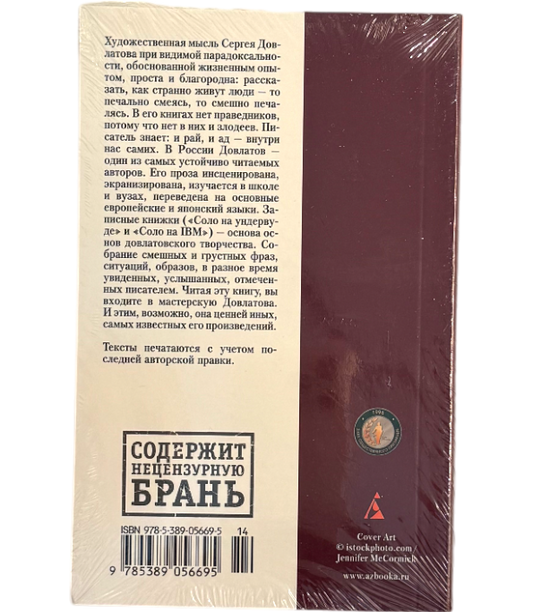 Художественная мысль Сергея Дов-
латова при видимой парадоксально-
сти, обоснованной жизненным опы-
том, проста и благородна: расска-
зать, как странно живут люди — то
печально смеясь, то смешно печа-
лясь. В его книгах нет праведников,
потому что нет в них и злодеев. Пи-
сатель знает: и рай, и ад — внутри
нас самих. В России Довлатов —
один из самых устойчиво читаемых
авторов. Его проза инсценирована,
экранизирована, изучается в школе
и вузах, переведена на основные
европейские и японский языки. За-
писные книжки («Соло на ундерву-
де» и «Соло на IBM») — основа ос-
нов довлатовского творчества. Со-
брание смешных и грустных фраз,
ситуаций, образов, в разное время
увиденных, услышанных, отмечен-
ных писателем. Читая эту книгу, вы
входите в мастерскую Довлатова.
И этим, возможно, она ценней иных,
самых известных его произведений.
Тексты печатаются с учетом по-
следней авторской правки.
СОДЕРЖИТ
НЕЦЕНЗУРНУЮ
БРАНЬ
ISBN 978-5-389-05669-5 14
9 785389 056695
Cover Art
© istockphoto.com /
Jennifer McCormick
www.azbooka.ru